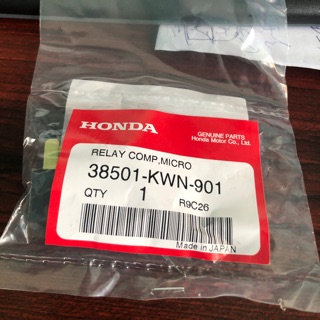 HONDA
GENUINE PARTS
Honda Motor Co., Ltd.
RELAY COMP,MICRO
38501-KWN-901
QTY 1 R9C26
Made in JAPAN